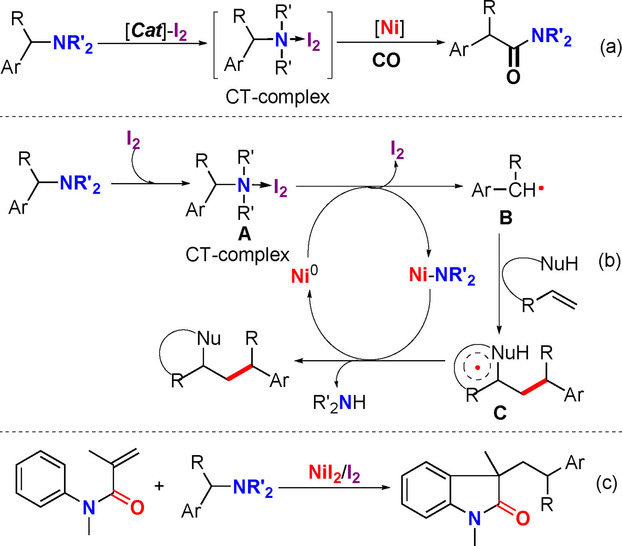 R
Ar
NR'2
[Cat]-I2
R
R'
N
I2
Ar
R'
CT-complex
[Ni]
CO
R
Ar
NR'2
O
(a)
R
NR'2
Ar
I2
R
R'
N
I2
Ar
R'
A
CT-complex
I2
R
Ar
CH•
B
Ni0
Ni-NR'2
NuH
R
(b)
Nu
R
R
Ar
R'2NH
NuH
R
R
Ar
C
N
O
+
R
NR'2
Ar
NiI2/I2
N
O
Ar
R
(c)